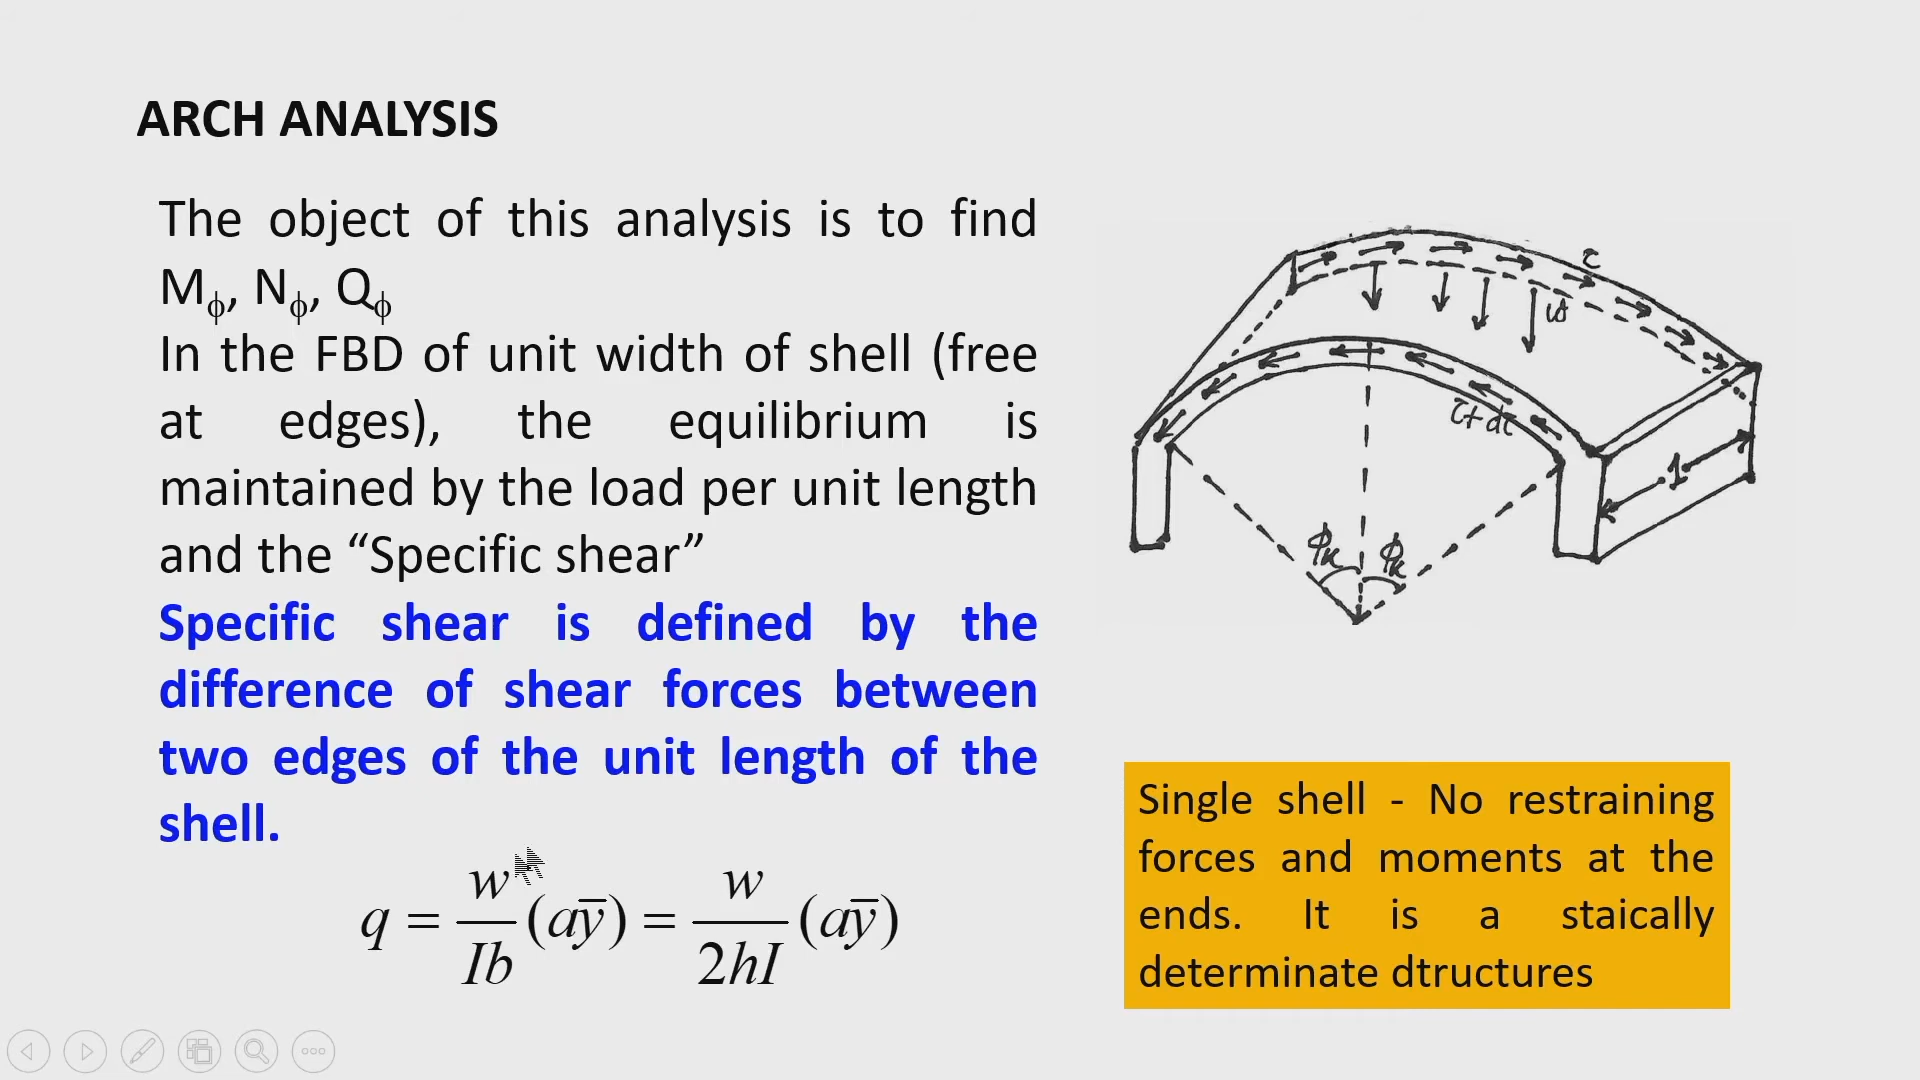 ARCH ANALYSIS
The object of this analysis is to find
Mϕ, Nϕ, Qϕ
In the FBD of unit width of shell (free
at edges), the equilibrium is
maintained by the load per unit length
and the “Specific shear”
Specific shear is defined by the
difference of shear forces between
two edges of the unit length of the
shell.
q = w/Ib (aȳ) = w/2hI (aȳ)
τ
w
τ+dτ
1
ϕk ϕk
Single shell - No restraining
forces and moments at the
ends. It is a staically
determinate dtructures